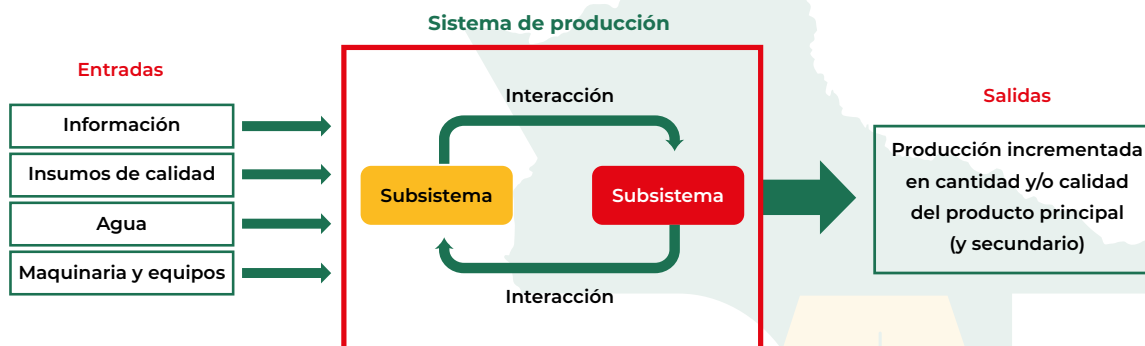 Sistema de producción
Entradas
Información
Insumos de calidad
Agua
Maquinaria y equipos
Interacción
Subsistema
Subsistema
Interacción
Salidas
Producción incrementada
en cantidad y/o calidad
del producto principal
(y secundario)